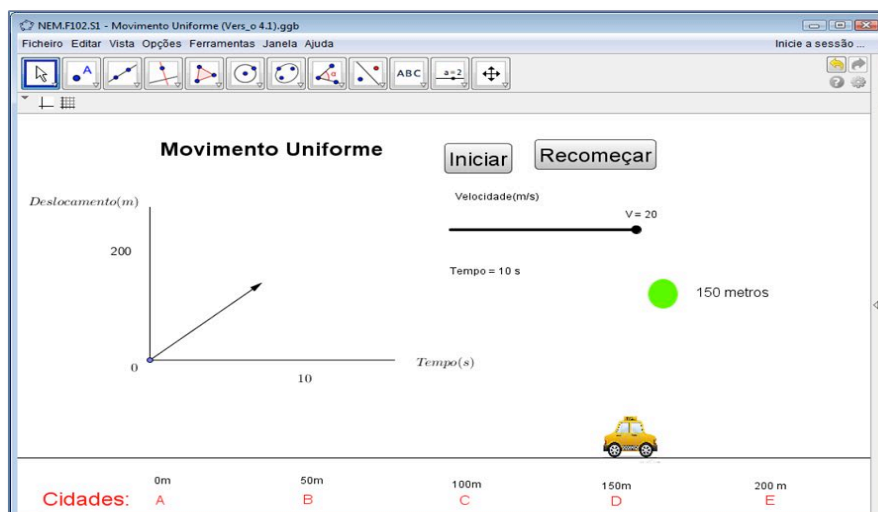 NEM.F102.S1 - Movimento Uniforme (Vers_o 4.1).ggb
Ficheiro Editar Vista Opções Ferramentas Janela Ajuda
Inicie a sessão ...
A
α
ABC
a=2
Movimento Uniforme
Iniciar
Recomeçar
Deslocamento(m)
200
0
10
Tempo(s)
Velocidade(m/s)
V = 20
Tempo = 10 s
150 metros
0m 50m 100m 150m 200 m
Cidades: A B C D E